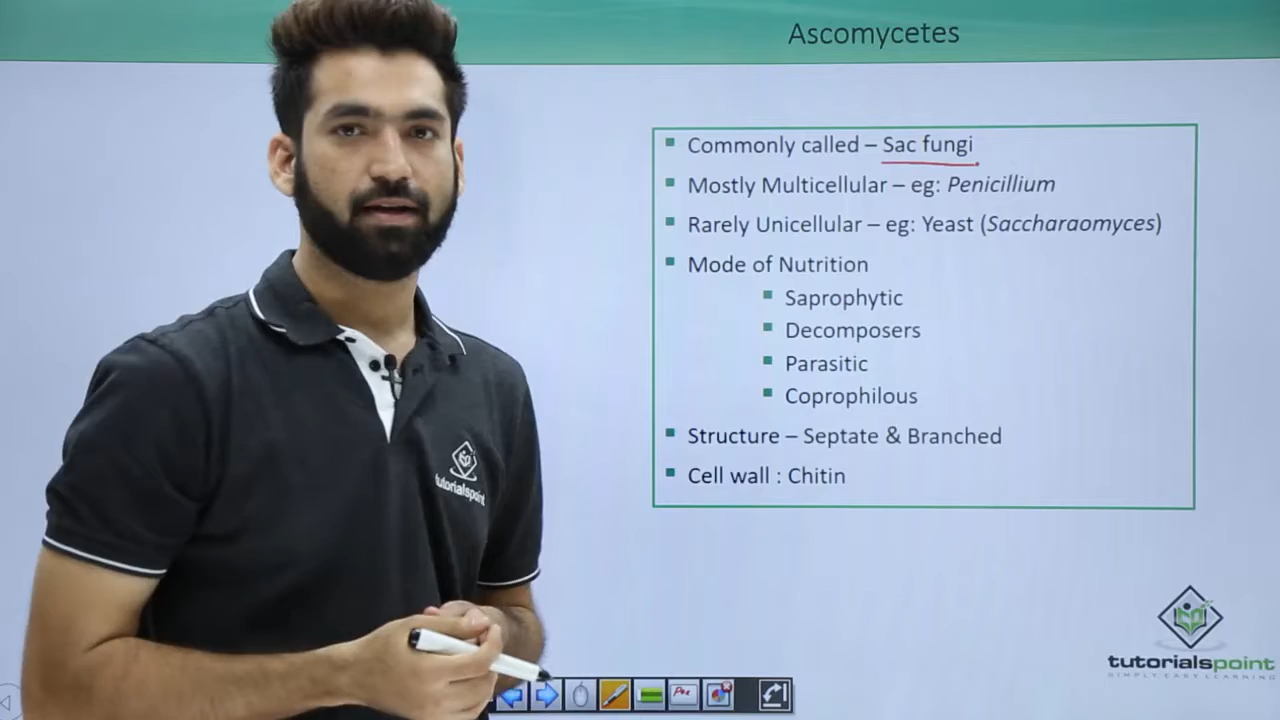 Ascomycetes
Commonly called – Sac fungi
Mostly Multicellular – eg: Penicillium
Rarely Unicellular – eg: Yeast (Saccharaomyces)
Mode of Nutrition
Saprophytic
Decomposers
Parasitic
Coprophilous
Structure – Septate & Branched
Cell wall : Chitin
tutorialspoint
tutorialspoint
SIMPLY EASY LEARNING